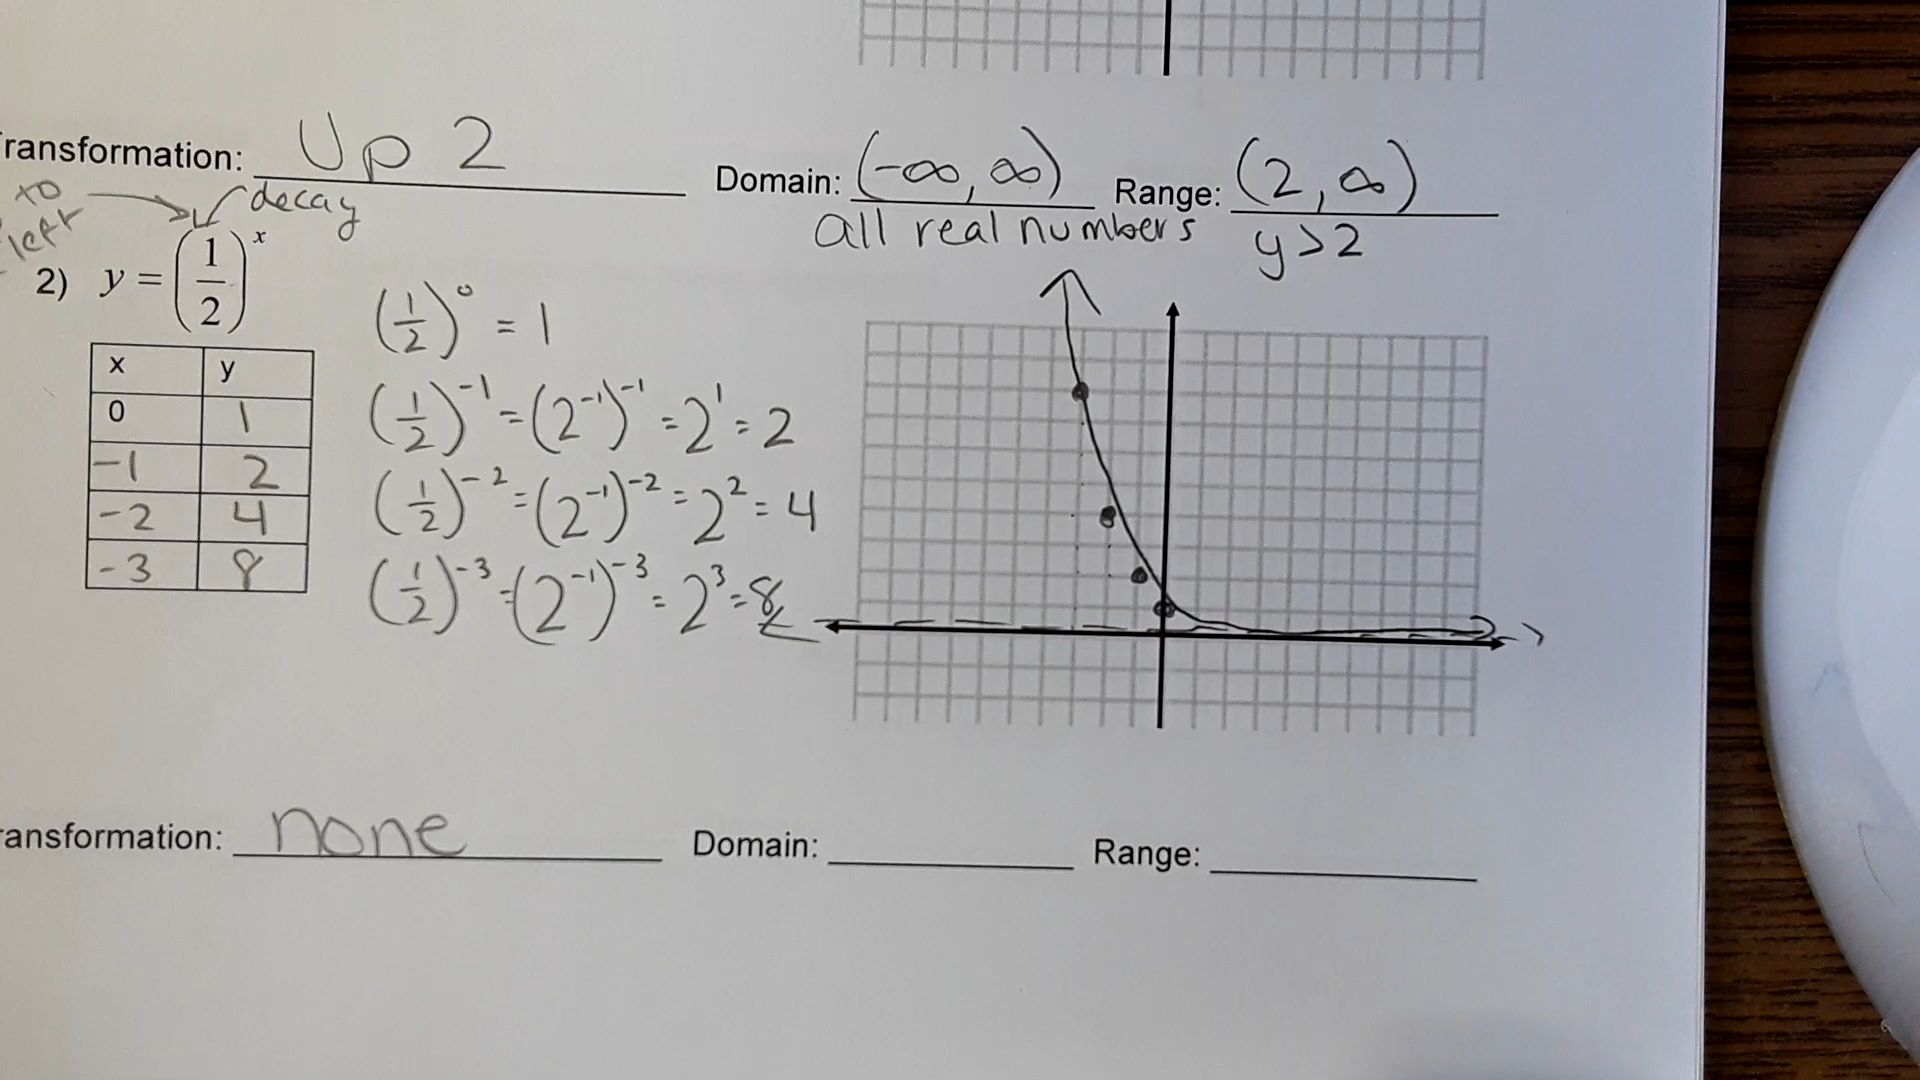 ransformation: Up 2 Domain: (-∞, ∞) Range: (2, ∞)
all real numbers y>2
to left decay
2) y = (1/2)^x
x y
0 1
-1 2
-2 4
-3 8
(1/2)^0 = 1
(1/2)^-1 = (2^-1)^-1 = 2^1 = 2
(1/2)^-2 = (2^-1)^-2 = 2^2 = 4
(1/2)^-3 = (2^-1)^-3 = 2^3 = 8
ransformation: none Domain: Range: